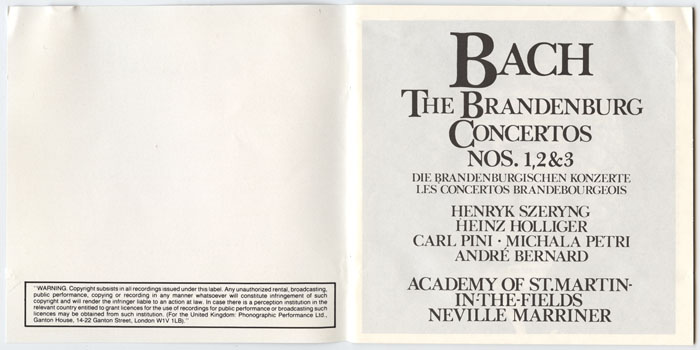 "WARNING. Copyright subsists in all recordings issued under this label. Any unauthorized rental, broadcasting,
public performance, copying or recording in any manner whatsoever will constitute infringement of such
copyright and will render the infringer liable to an action at law. In case there is a perception institution in the
relevant country entitled to grant licences for the use of recordings for public performance or broadcasting such
licences may be obtained from such institution. (For the United Kingdom: Phonographic Performance Ltd.,
Ganton House, 14-22 Ganton Street, London W1V 1LB)."
BACH
THE BRANDENBURG
CONCERTOS
NOS. 1,2&3
DIE BRANDENBURGISCHEN KONZERTE
LES CONCERTOS BRANDEBOURGEOIS
HENRYK SZERYNG
HEINZ HOLLIGER
CARL PINI · MICHALA PETRI
ANDRÉ BERNARD
ACADEMY OF ST. MARTIN-
IN-THE-FIELDS
NEVILLE MARRINER